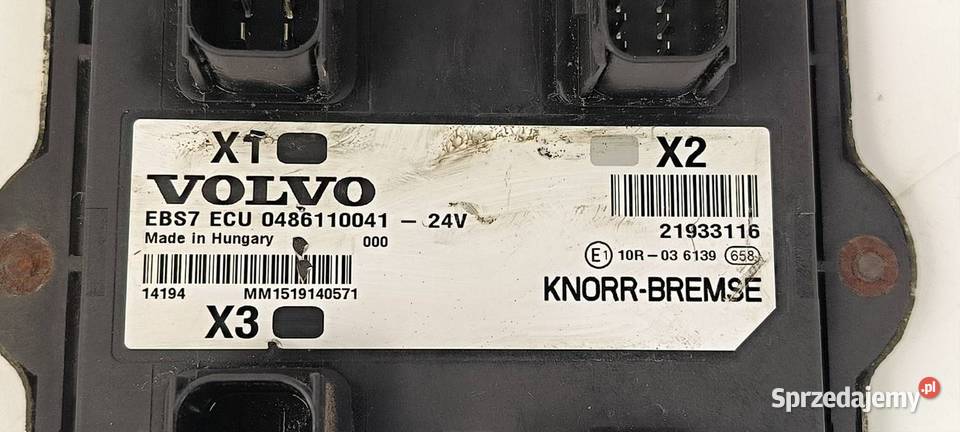 X1
X2
VOLVO
EBS7 ECU 0486110041 – 24V
Made in Hungary 000
21933116
E1 10R – 03 6139 658
14194 MM1519140571
KNORR-BREMSE
X3
Sprzedajemy.pl